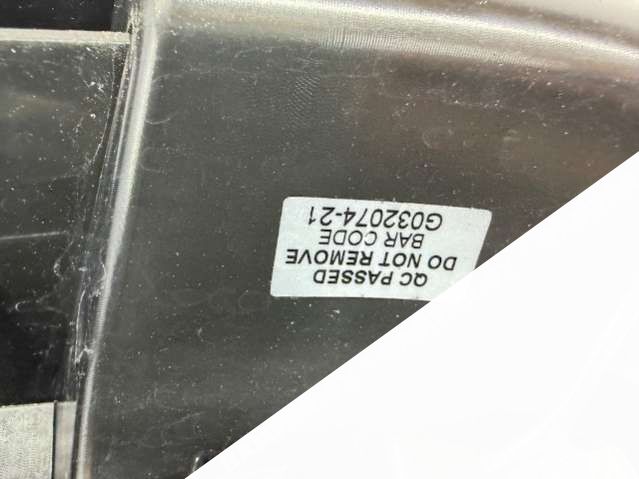 QC PASSED
DO NOT REMOVE
BAR CODE
G032074-21